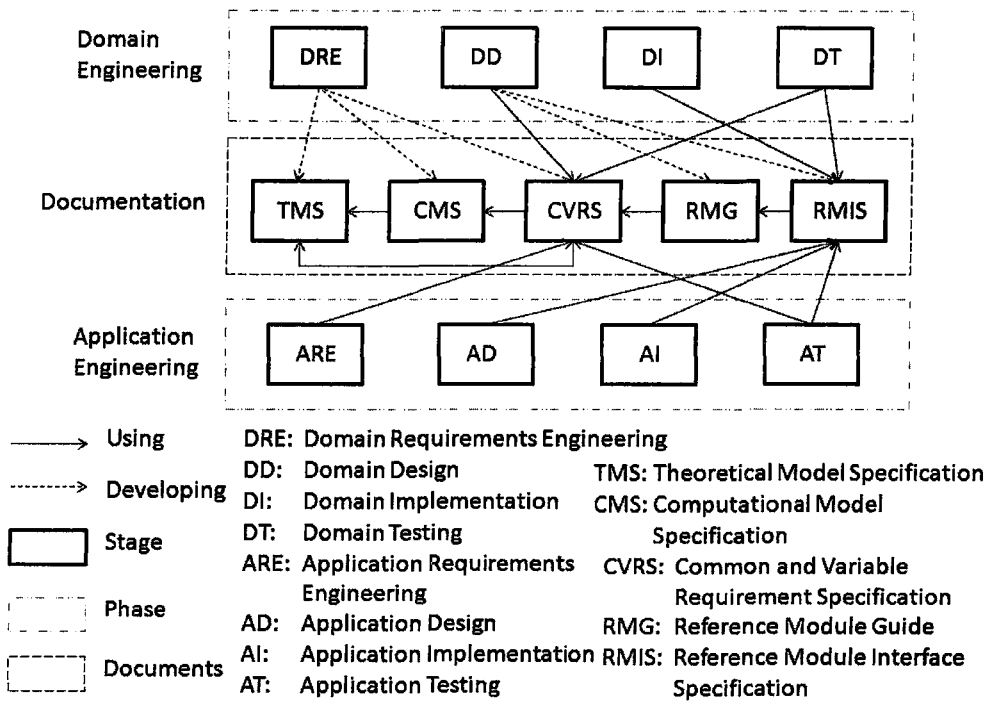 Domain
Engineering
DRE
DD
DI
DT
Documentation
TMS
CMS
CVRS
RMG
RMIS
Application
Engineering
ARE
AD
AI
AT
Using
Developing
Stage
Phase
Documents
DRE: Domain Requirements Engineering
DD: Domain Design
DI: Domain Implementation
DT: Domain Testing
ARE: Application Requirements
Engineering
AD: Application Design
AI: Application Implementation
AT: Application Testing
TMS: Theoretical Model Specification
CMS: Computational Model
Specification
CVRS: Common and Variable
Requirement Specification
RMG: Reference Module Guide
RMIS: Reference Module Interface
Specification